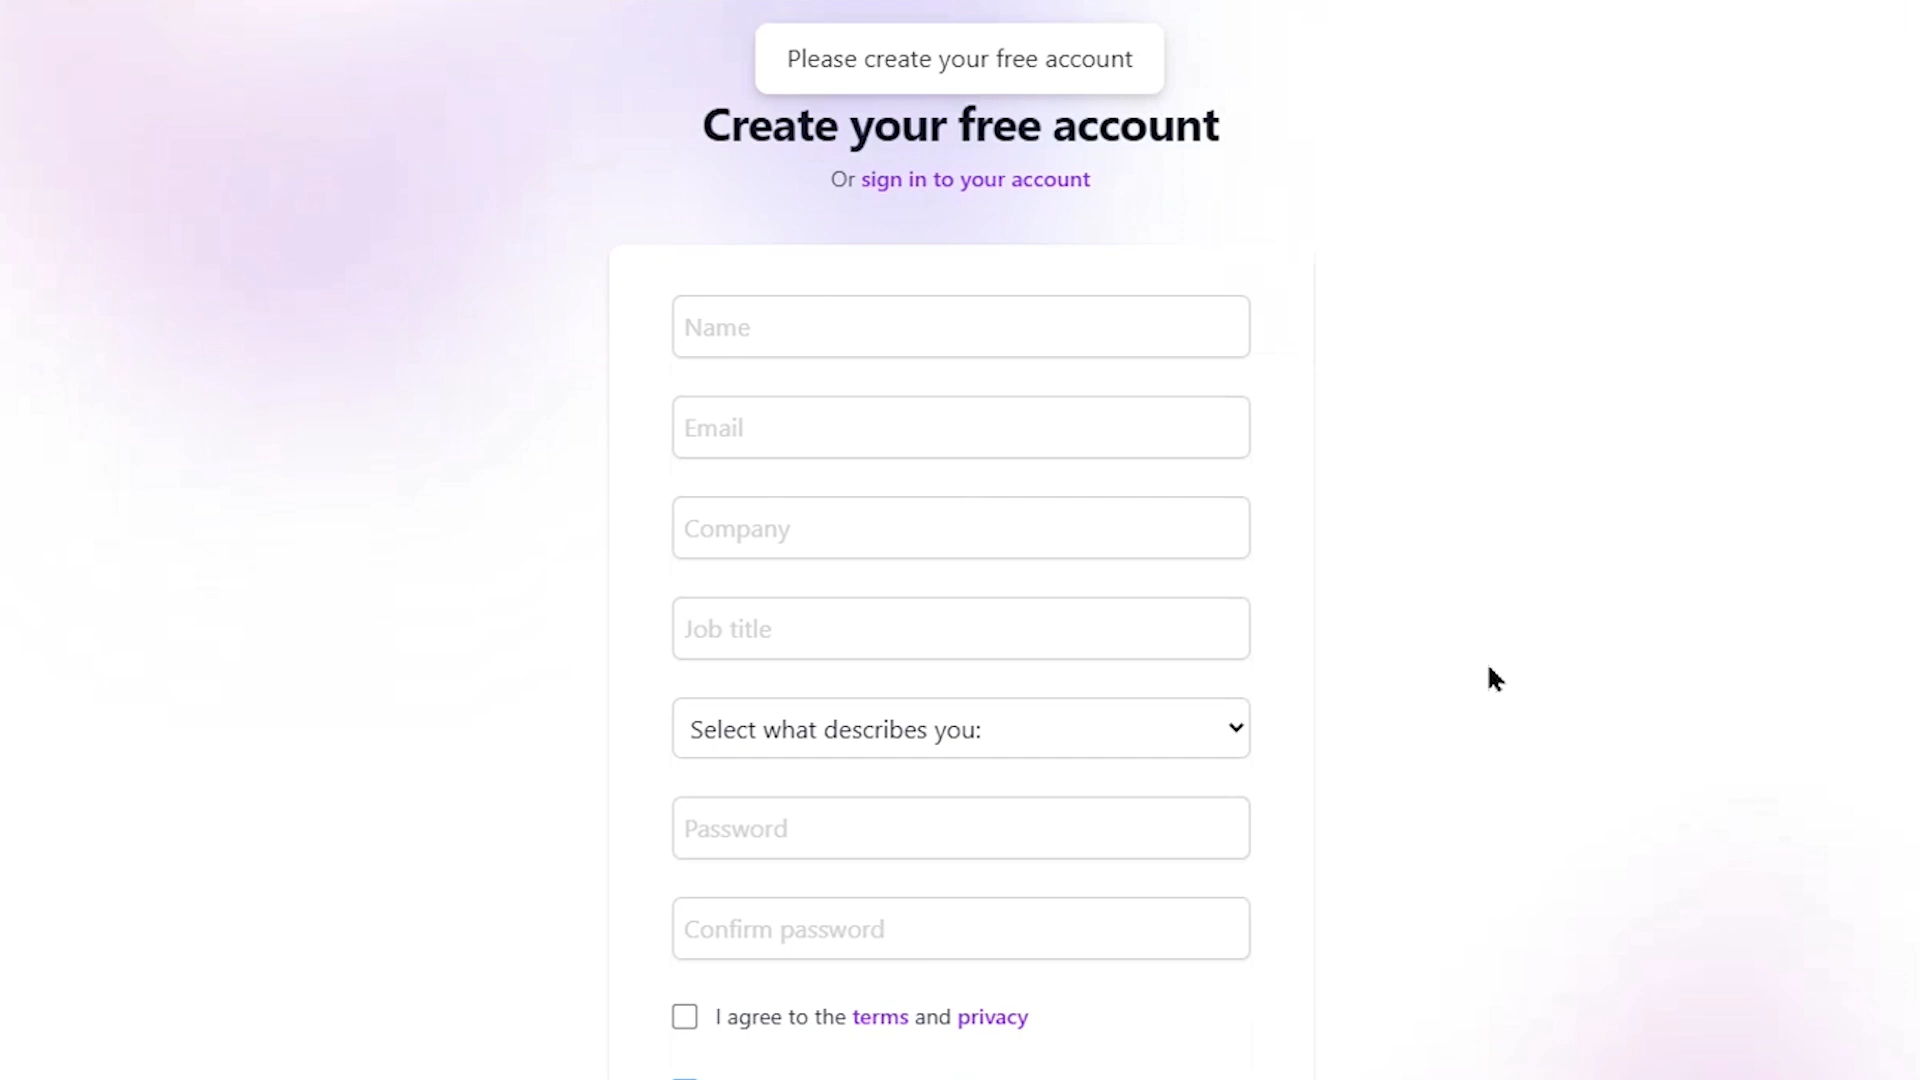 Please create your free account
Create your free account
Or sign in to your account
Name
Email
Company
Job title
Select what describes you:
Password
Confirm password
I agree to the terms and privacy